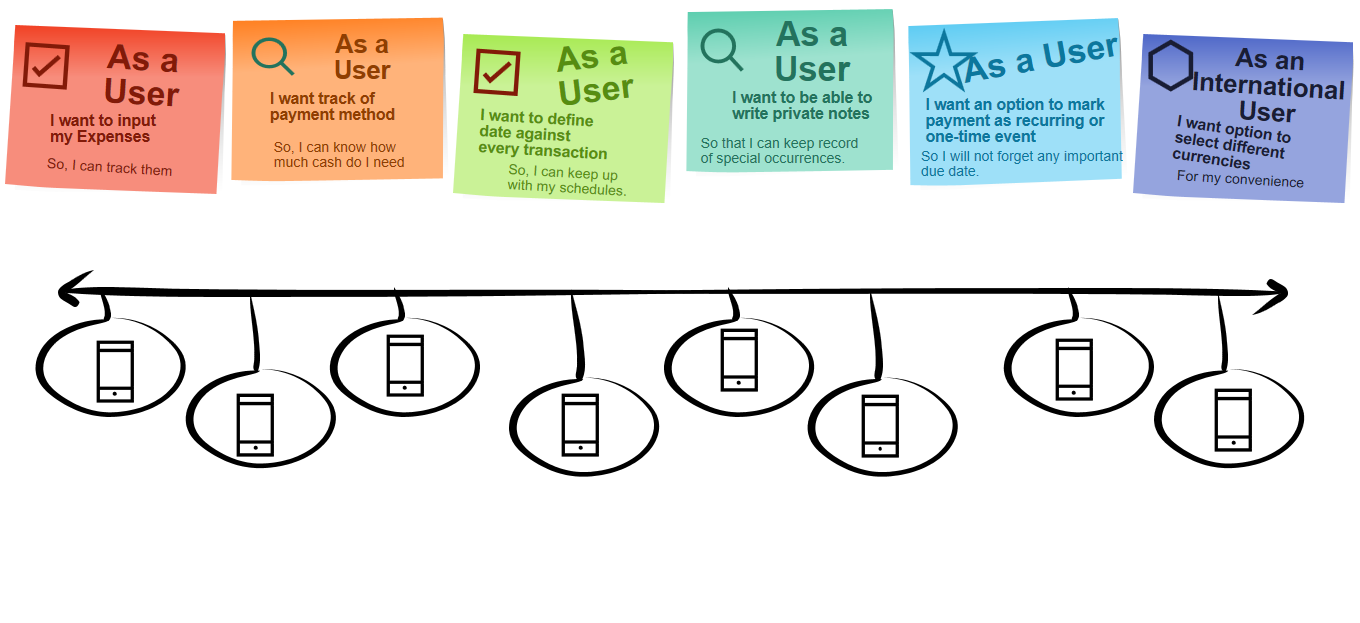 As a
User
I want to input
my Expenses
So, I can track them
As a
User
I want track of
payment method
So, I can know how
much cash do I need
As a
User
I want to define
date against
every transaction
So, I can keep up
with my schedules.
As a
User
I want to be able to
write private notes
So that I can keep record
of special occurrences.
As a User
I want an option to mark
payment as recurring or
one-time event
So I will not forget any important
due date.
As an
International
User
I want option to
select different
currencies
For my convenience